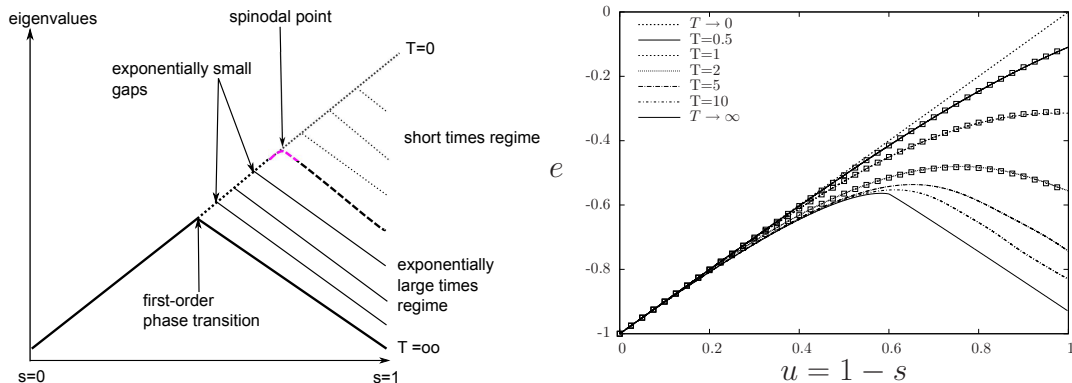 eigenvalues
spinodal point
T=0
exponentially small
gaps
short times regime
exponentially
large times
regime
first-order
phase transition
T =oo
s=0
s=1
0
-0.2
-0.4
-0.6
-0.8
-1
e
T → 0
T=0.5
T=1
T=2
T=5
T=10
T → ∞
0
0.2
0.4
0.6
0.8
1
u = 1 − s